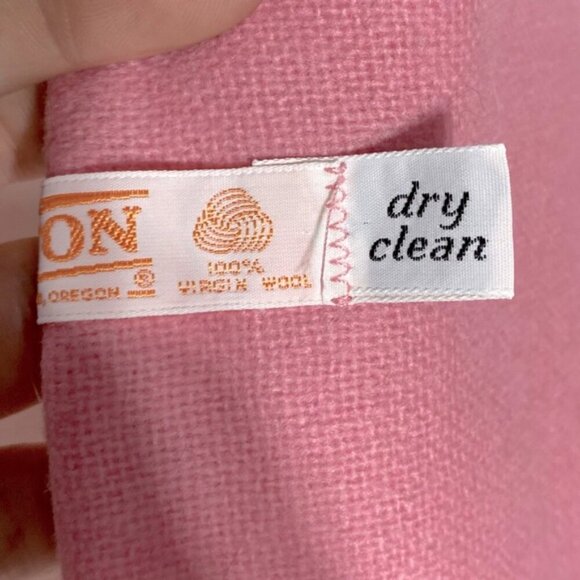 ON
, OREGON ®
100%
VIRGIN WOOL
dry
clean